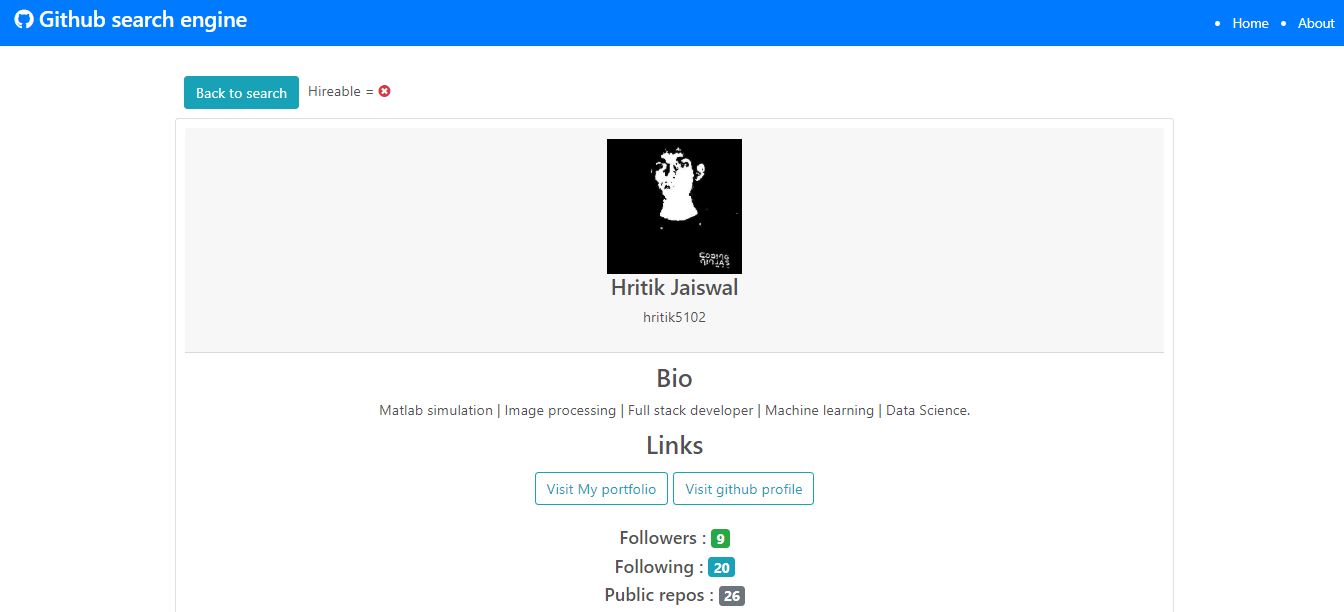 Github search engine
Home
About
Back to search
Hireable =
CODING
NINJAS
Hritik Jaiswal
hritik5102
Bio
Matlab simulation | Image processing | Full stack developer | Machine learning | Data Science.
Links
Visit My portfolio
Visit github profile
Followers : 9
Following : 20
Public repos : 26